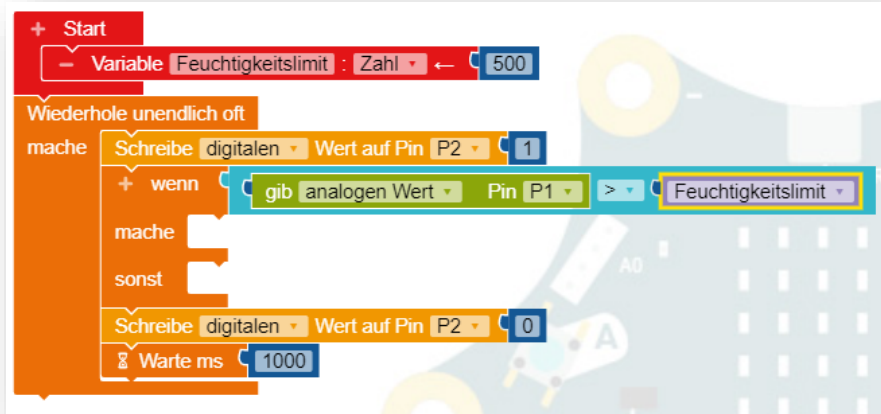 + Start
− Variable Feuchtigkeitslimit : Zahl ← 500
Wiederhole unendlich oft
mache Schreibe digitalen Wert auf Pin P2 1
+ wenn gib analogen Wert Pin P1 > Feuchtigkeitslimit
mache
sonst
A0
Schreibe digitalen Wert auf Pin P2 0
A
Warte ms 1000